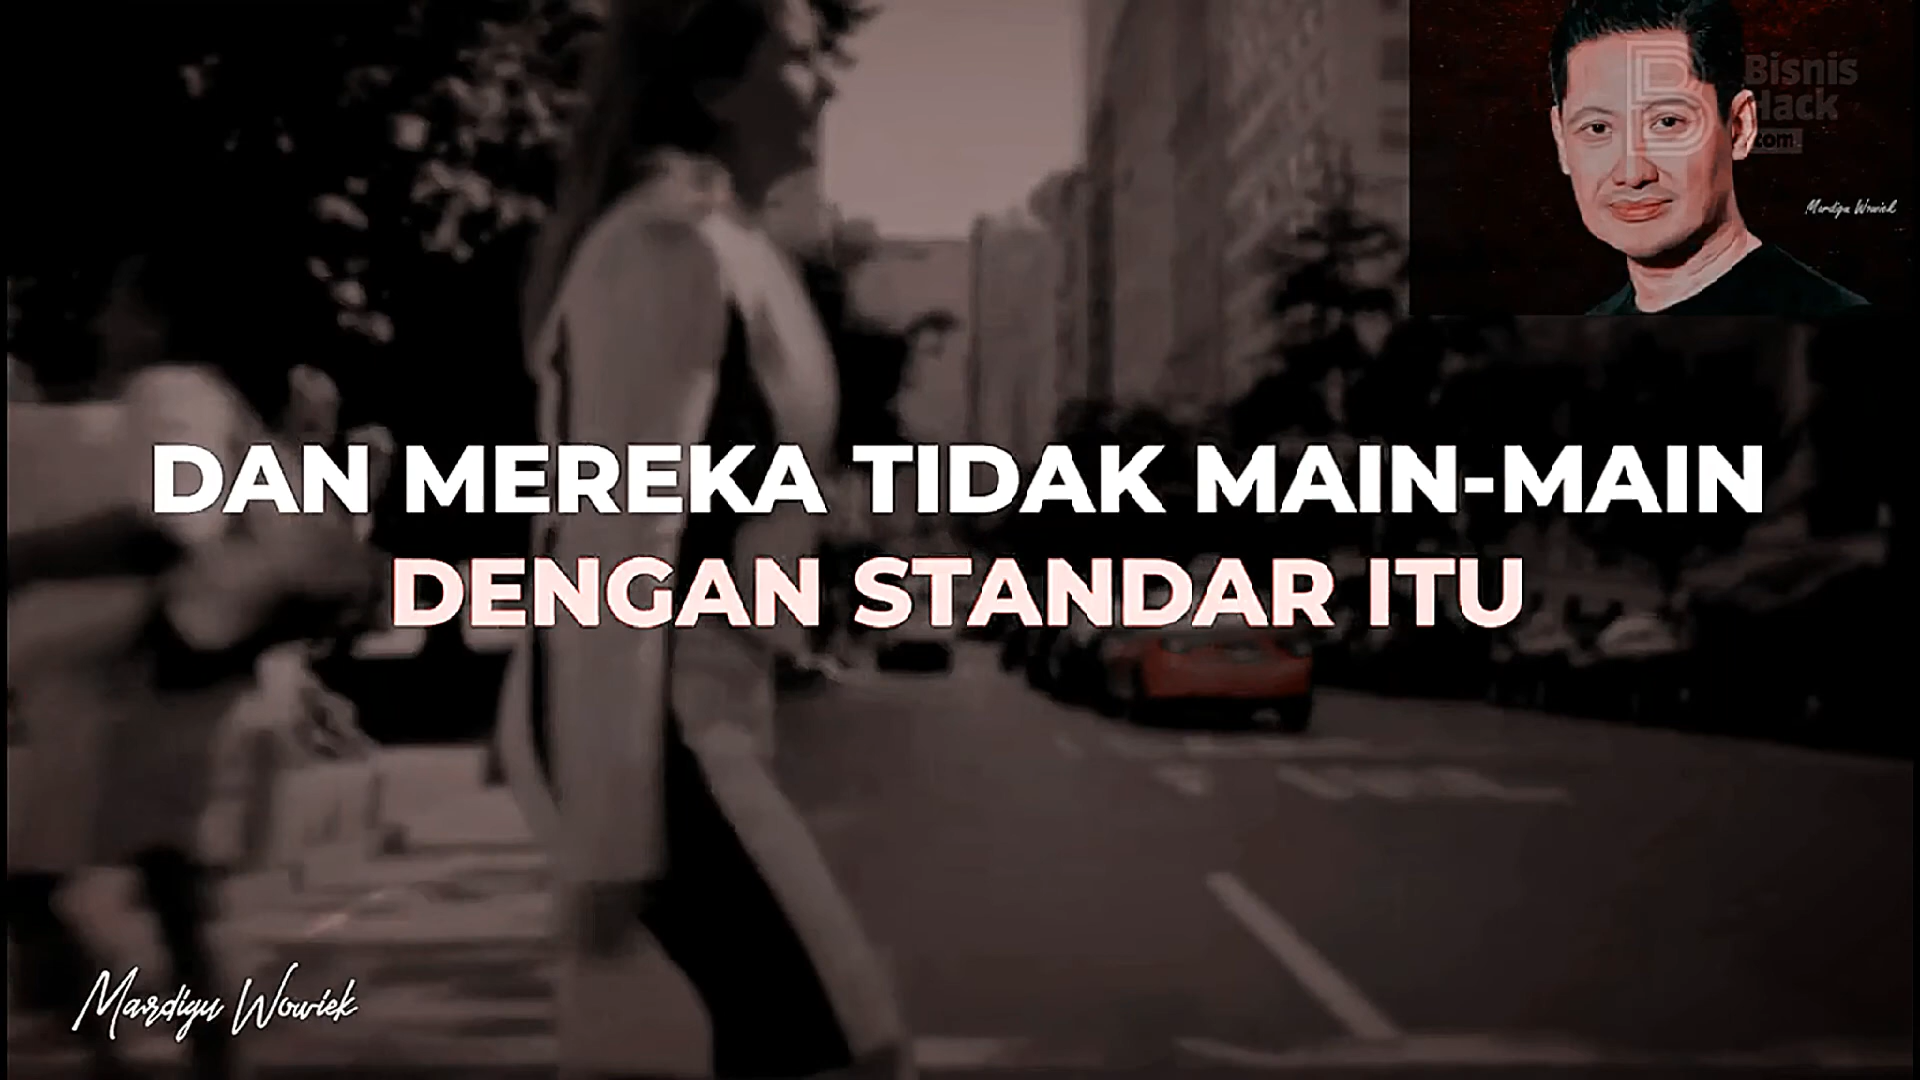 Bisnis
Hack
.com
Mardigu Wowiek
DAN MEREKA TIDAK MAIN-MAIN
DENGAN STANDAR ITU
Mardigu Wowiek